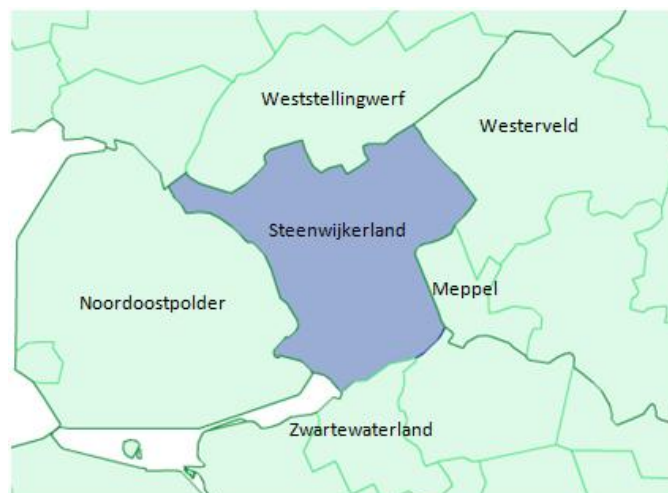 Weststellingwerf
Westerveld
Steenwijkerland
Meppel
Noordoostpolder
Zwartewaterland